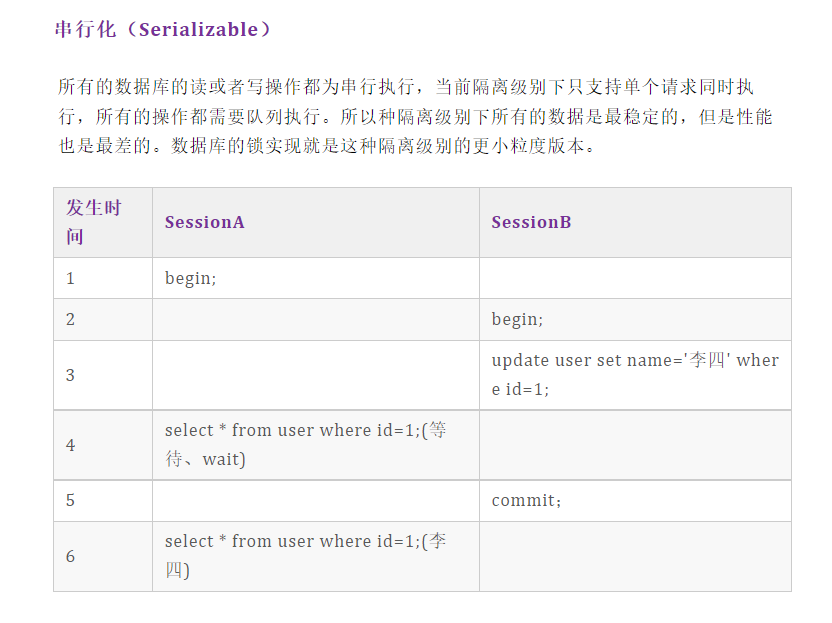 串行化（Serializable）
所有的数据库的读或者写操作都为串行执行，当前隔离级别下只支持单个请求同时执
行，所有的操作都需要队列执行。所以种隔离级别下所有的数据是最稳定的，但是性能
也是最差的。数据库的锁实现就是这种隔离级别的更小粒度版本。
发生时
间
SessionA
SessionB
1
begin;
2
begin;
3
update user set name='李四' wher
e id=1;
4
select * from user where id=1;(等
待、wait)
5
commit;
6
select * from user where id=1;(李
四)